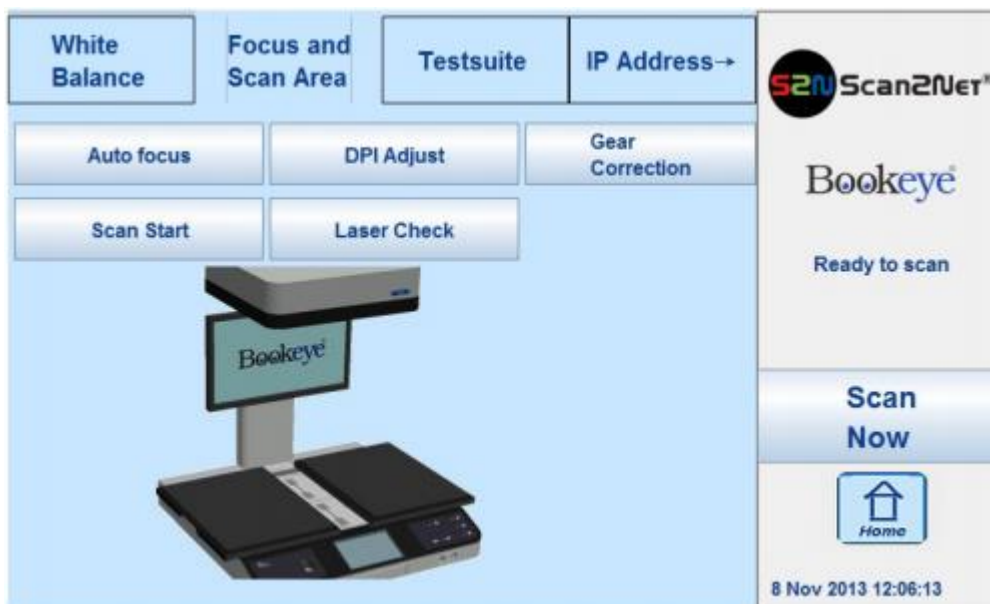 White
Balance
Focus and
Scan Area
Testsuite
IP Address→
Auto focus
DPI Adjust
Gear
Correction
Scan Start
Laser Check
Bookeye
S2N Scan2Net®
Bookeye®
Ready to scan
Scan
Now
Home
8 Nov 2013 12:06:13